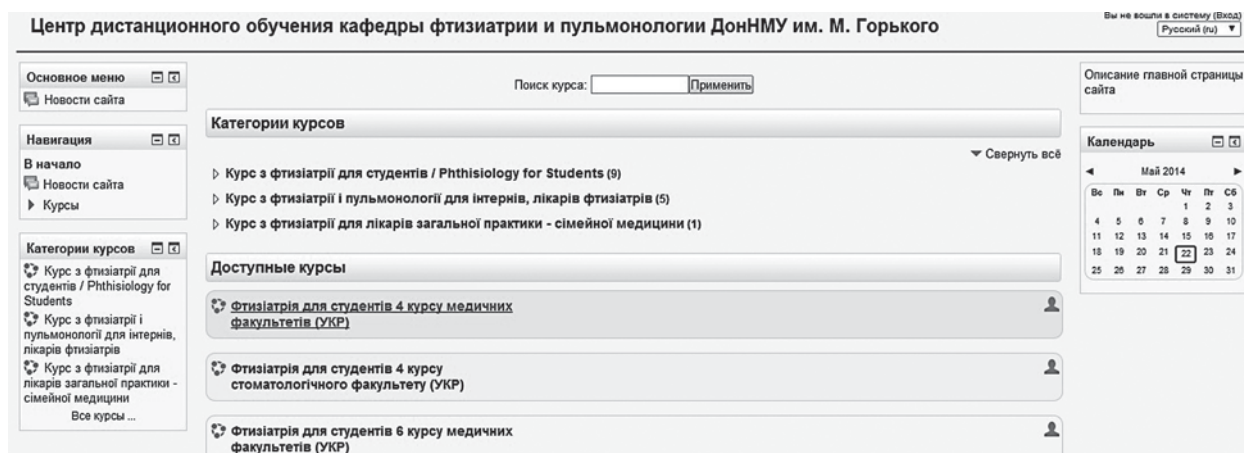 Центр дистанционного обучения кафедры фтизиатрии и пульмонологии ДонНМУ им. М. Горького
Вы не вошли в систему (Вход)
Русский (ru)
Основное меню
Новости сайта
Навигация
В начало
Новости сайта
Курсы
Категории курсов
Курс з фтизіатрії для
студентів / Phthisiology for
Students
Курс з фтизіатрії і
пульмонології для інтернів,
лікарів фтизіатрів
Курс з фтизіатрії для
лікарів загальної практики -
сімейної медицини
Все курсы ...
Поиск курса: Применить
Категории курсов
Свернуть всё
Курс з фтизіатрії для студентів / Phthisiology for Students (9)
Курс з фтизіатрії і пульмонології для інтернів, лікарів фтизіатрів (5)
Курс з фтизіатрії для лікарів загальної практики - сімейної медицини (1)
Доступные курсы
Фтизіатрія для студентів 4 курсу медичних
факультетів (УКР)
Фтизіатрія для студентів 4 курсу
стоматологічного факультету (УКР)
Фтизіатрія для студентів 6 курсу медичних
факультетів (УКР)
Описание главной страницы
сайта
Календарь
Май 2014
Вс Пн Вт Ср Чт Пт Сб
1 2 3
4 5 6 7 8 9 10
11 12 13 14 15 16 17
18 19 20 21 22 23 24
25 26 27 28 29 30 31